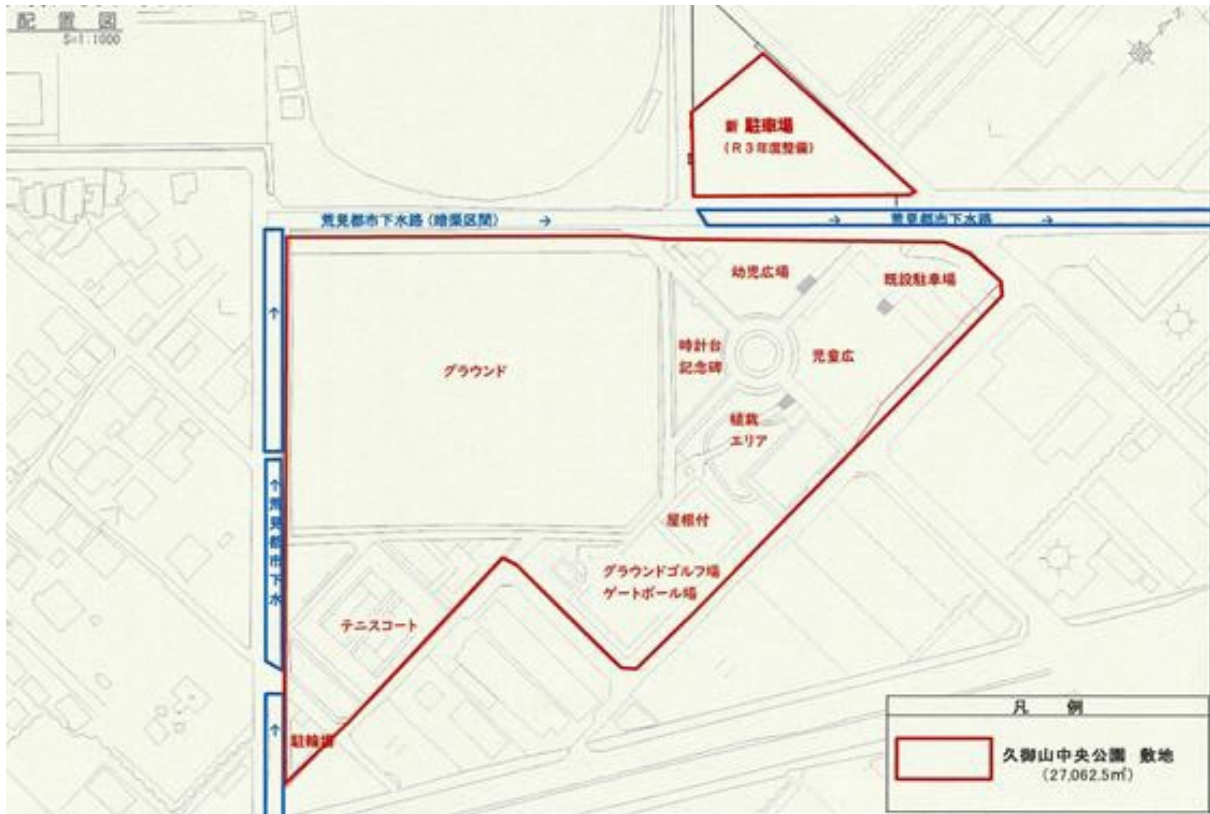 配置図
S=1:1000
新 駐車場
(R3年度整備)
荒見都市下水路(暗渠区間) →
→ 荒見都市下水路 →
幼児広場
既設駐車場
時計台
記念碑
児童広
グラウンド
植栽
エリア
屋根付
グラウンドゴルフ場
ゲートボール場
テニスコート
駐輪場
↑
↑荒見都市下水
↑
凡例
久御山中央公園 敷地
(27,062.5㎡)